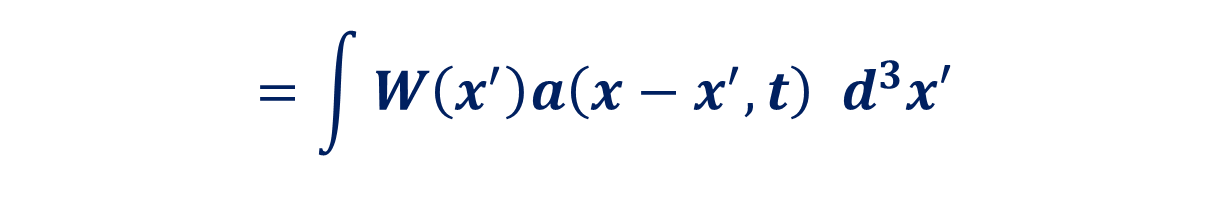 = ∫ W(x′)a(x − x′, t) d³x′